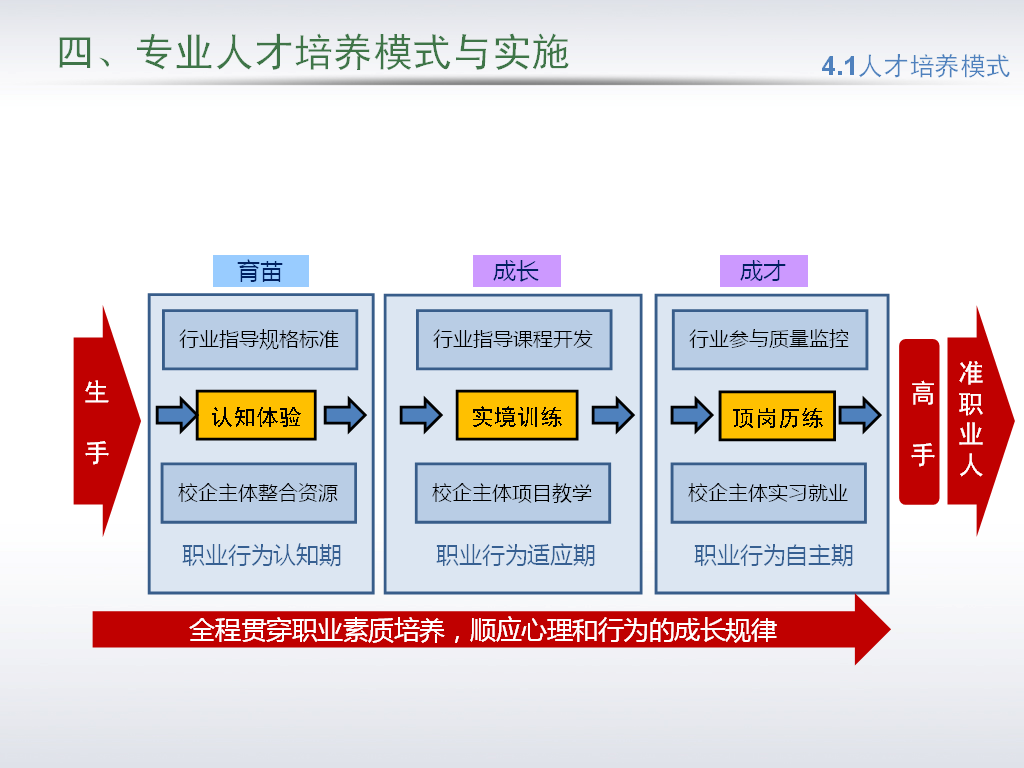 四、专业人才培养模式与实施
4.1人才培养模式
育苗
成长
成才
生手
行业指导规格标准
认知体验
校企主体整合资源
职业行为认知期
行业指导课程开发
实境训练
校企主体项目教学
职业行为适应期
行业参与质量监控
顶岗历练
校企主体实习就业
职业行为自主期
高手
准职业人
全程贯穿职业素质培养，顺应心理和行为的成长规律